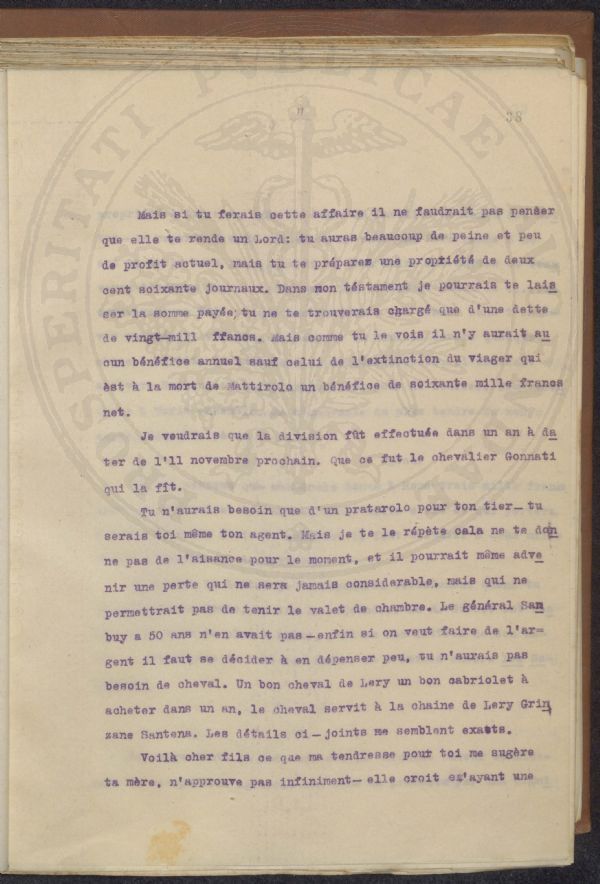 PROSPERITATI PVBLICAE
"
38
Mais si tu ferais cette affaire il ne faudrait pas penser
que elle te rende un Lord: tu auras beaucoup de peine et peu
de profit actuel, mais tu te prépares une propriété de deux
cent soixante journaux. Dans mon téstament je pourrais te lais
ser la somme payée; tu ne te trouverais chargé que d'une dette
de vingt-mill ffrancs. Mais comme tu le vois il n'y aurait au
cun bénéfice annuel sauf celui de l'extinction du viager qui
èst à la mort de Mattirolo un bénéfice de soixante mille francs
net.
Je voudrais que la division fût effectuée dans un an à da
ter de l'11 novembre prochain. Que ce fut le chevalier Gonnati
qui la fît.
Tu n'aurais besoin que d'un pratarolo pour ton tier_ tu
serais toi même ton agent. Mais je te le répète cala ne te don
ne pas de l'aisance pour le moment, et il pourrait même adve
nir une perte qui ne sera jamais considerable, mais qui ne
permettrait pas de tenir le valet de chambre. Le général San
buy a 50 ans n'en avait pas_enfin si on veut faire de l'ar=
gent il faut se décider à en dépenser peu, tu n'aurais pas
besoin de cheval. Un bon cheval de Lery un bon cabriolet à
acheter dans un an, le cheval servit à la chaine de Lery Grin
zane Santena. Les détails ci_joints me semblent exacts.
Voilà cher fils ce que ma tendresse pour toi me sugère
ta mère, n'approuve pas infiniment_ elle croit en'ayant une